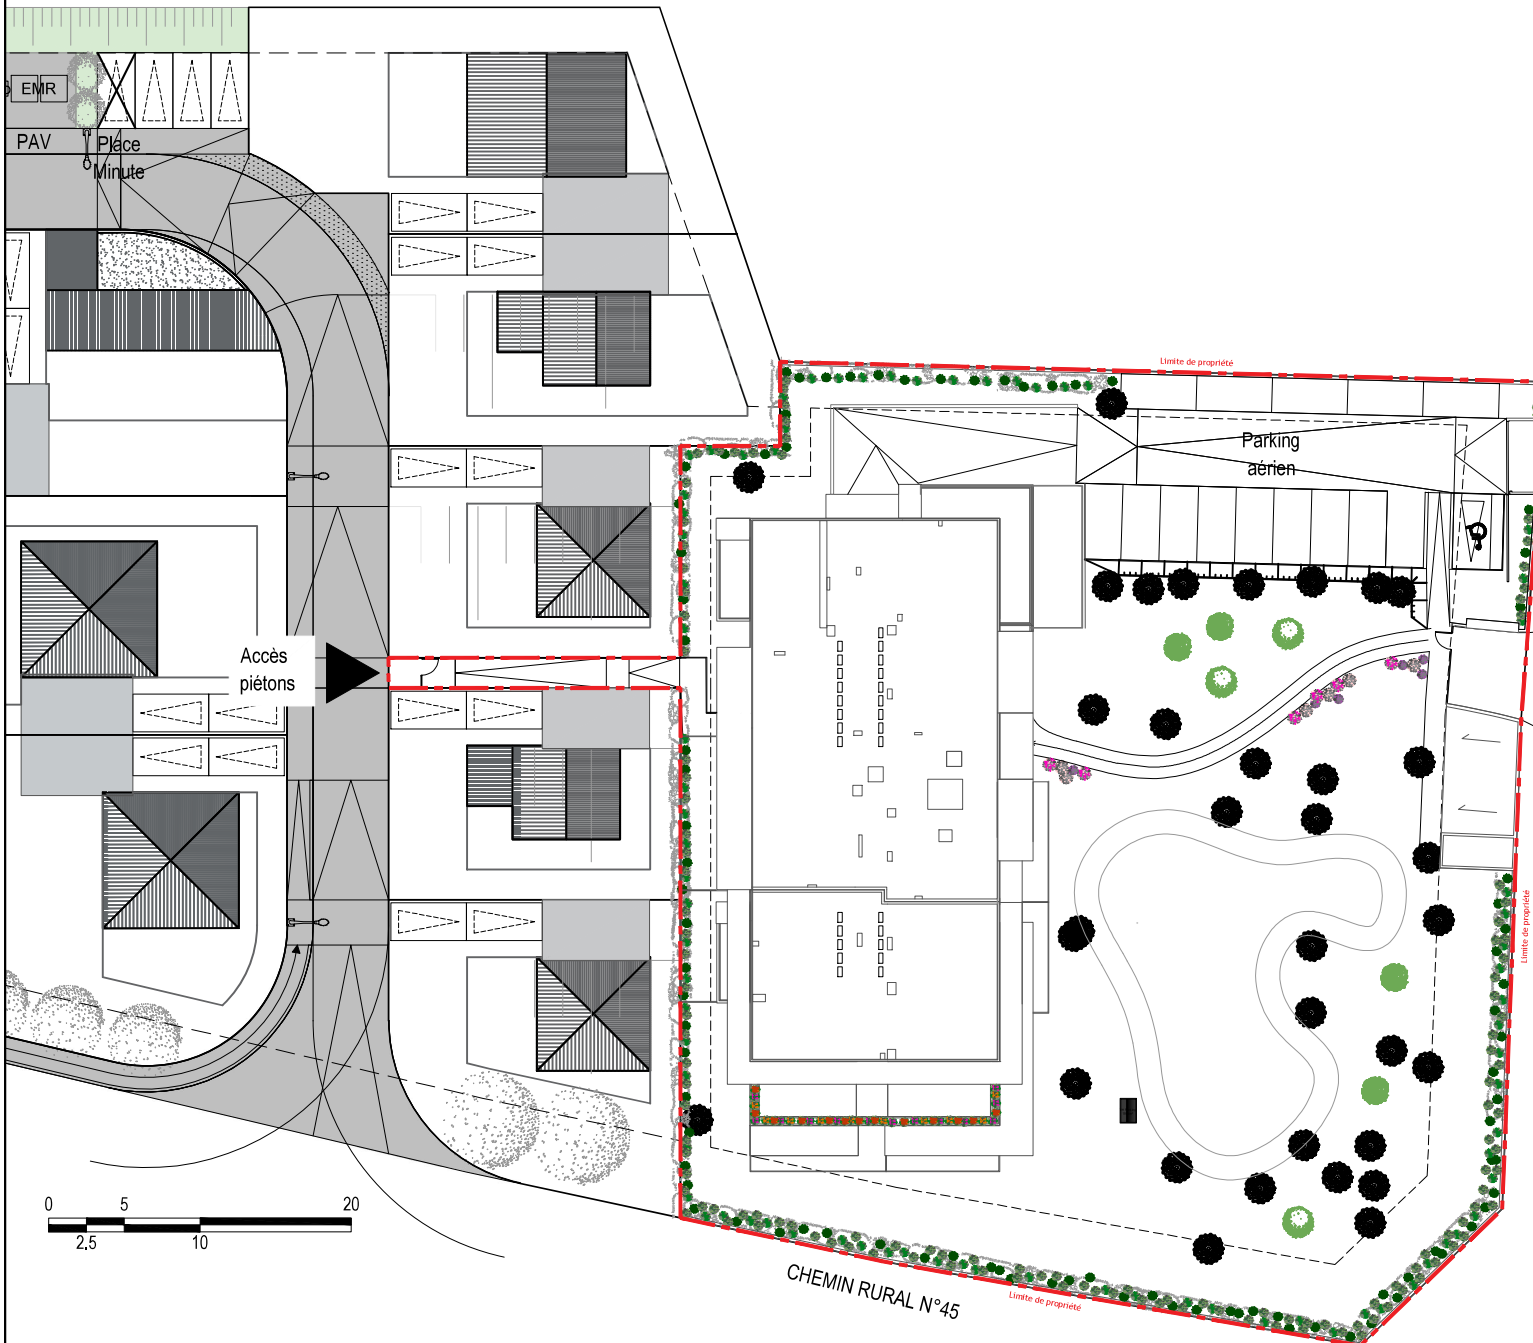 EMR
PAV
Place
Minute
Limite de propriété
Parking
aérien
Accès
piétons
Limite de propriété
0 5 20
2,5 10
CHEMIN RURAL N°45
Limite de propriété